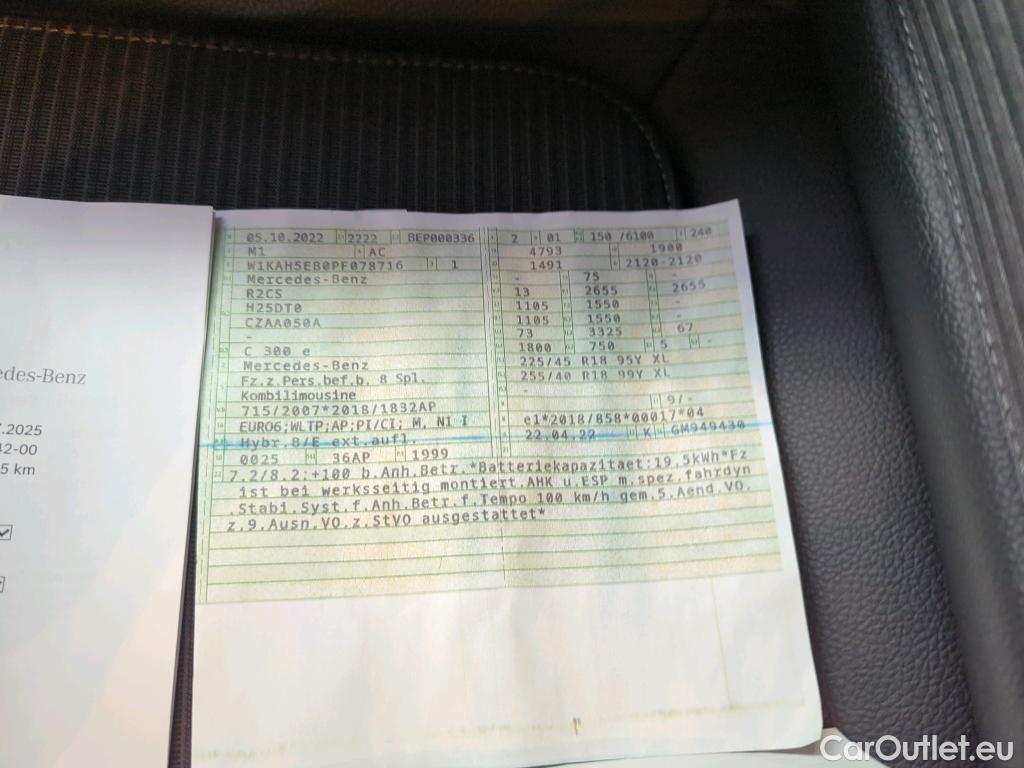 edes-Benz
.2025
42-00
5 km
05.10.2022 2222 BEP000336
M1 AC
W1KAH5EB0PF078716 1
Mercedes-Benz
R2CS
H25DT0
CZAA050A
-
C 300 e
Mercedes-Benz
Fz.z.Pers.bef.b. 8 Spl.
Kombilimousine
715/2007*2018/1832AP
EURO6;WLTP;AP;PI/CI; M, N1 I
Hybr.B/E ext.aufl.
0025 36AP 1999
2 01 150 /6100 240
4793 1900
1491 2120-2120
- 75 -
13 2655 2655
1105 1550 -
1105 1550 -
73 3325 67
1800 750 5 -
225/45 R18 95Y XL
255/40 R18 99Y XL
-
9/-
e1*2018/858*00017*04
22.04.22 K GM949430
7.2/8.2:+100 b.Anh.Betr.*Batteriekapzitaet:19,5kWh*Fz
ist bei werksseitig montiert.AHK u.ESP m.spez.fahrdyn
.Stabi.Syst.f.Anh.Betr.f.Tempo 100 km/h gem.5.Aend.VO.
z.9.Ausn.VO.z.StVO ausgestattet*
CarOutlet.eu